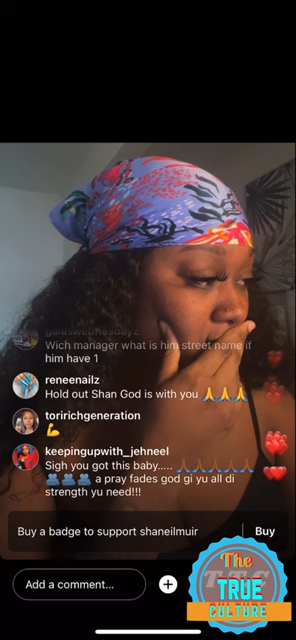 Wich manager what is him street name if
him have 1
reneenailz
Hold out Shan God is with you 🙏🙏🙏
toririchgeneration
💪
keepingupwith_jehneel
Sigh you got this baby..... 🙏🙏🙏🙏🙏
🫂🫂🫂 a pray fades god gi yu all di
strength yu need!!!
Buy a badge to support shaneilmuir
Buy
Add a comment...
The
TRUE
CULTURE